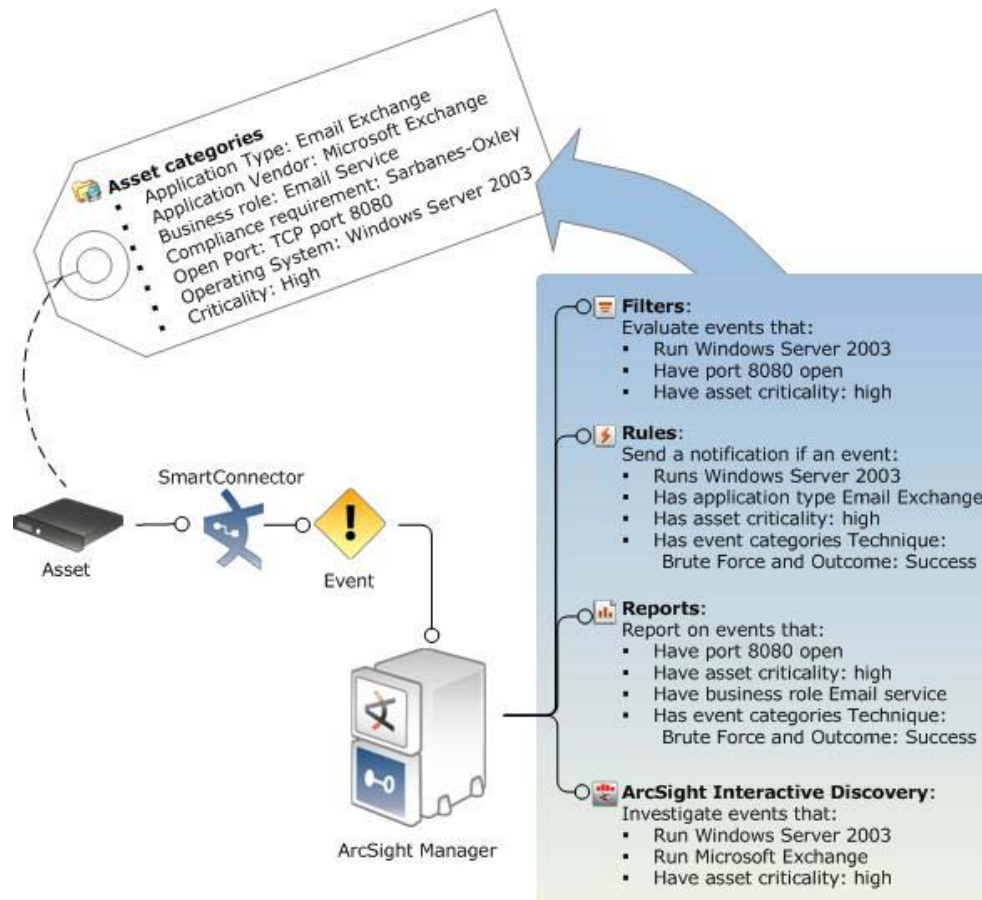 Asset categories
▪ Application Type: Email Exchange
▪ Application Vendor: Microsoft Exchange
▪ Business role: Email Service
▪ Compliance requirement: Sarbanes-Oxley
▪ Open Port: TCP port 8080
▪ Operating System: Windows Server 2003
▪ Criticality: High
Asset
SmartConnector
Event
ArcSight Manager
Filters:
Evaluate events that:
▪ Run Windows Server 2003
▪ Have port 8080 open
▪ Have asset criticality: high
Rules:
Send a notification if an event:
▪ Runs Windows Server 2003
▪ Has application type Email Exchange
▪ Has asset criticality: high
▪ Has event categories Technique:
Brute Force and Outcome: Success
Reports:
Report on events that:
▪ Have port 8080 open
▪ Have asset criticality: high
▪ Have business role Email service
▪ Has event categories Technique:
Brute Force and Outcome: Success
ArcSight Interactive Discovery:
Investigate events that:
▪ Run Windows Server 2003
▪ Run Microsoft Exchange
▪ Have asset criticality: high